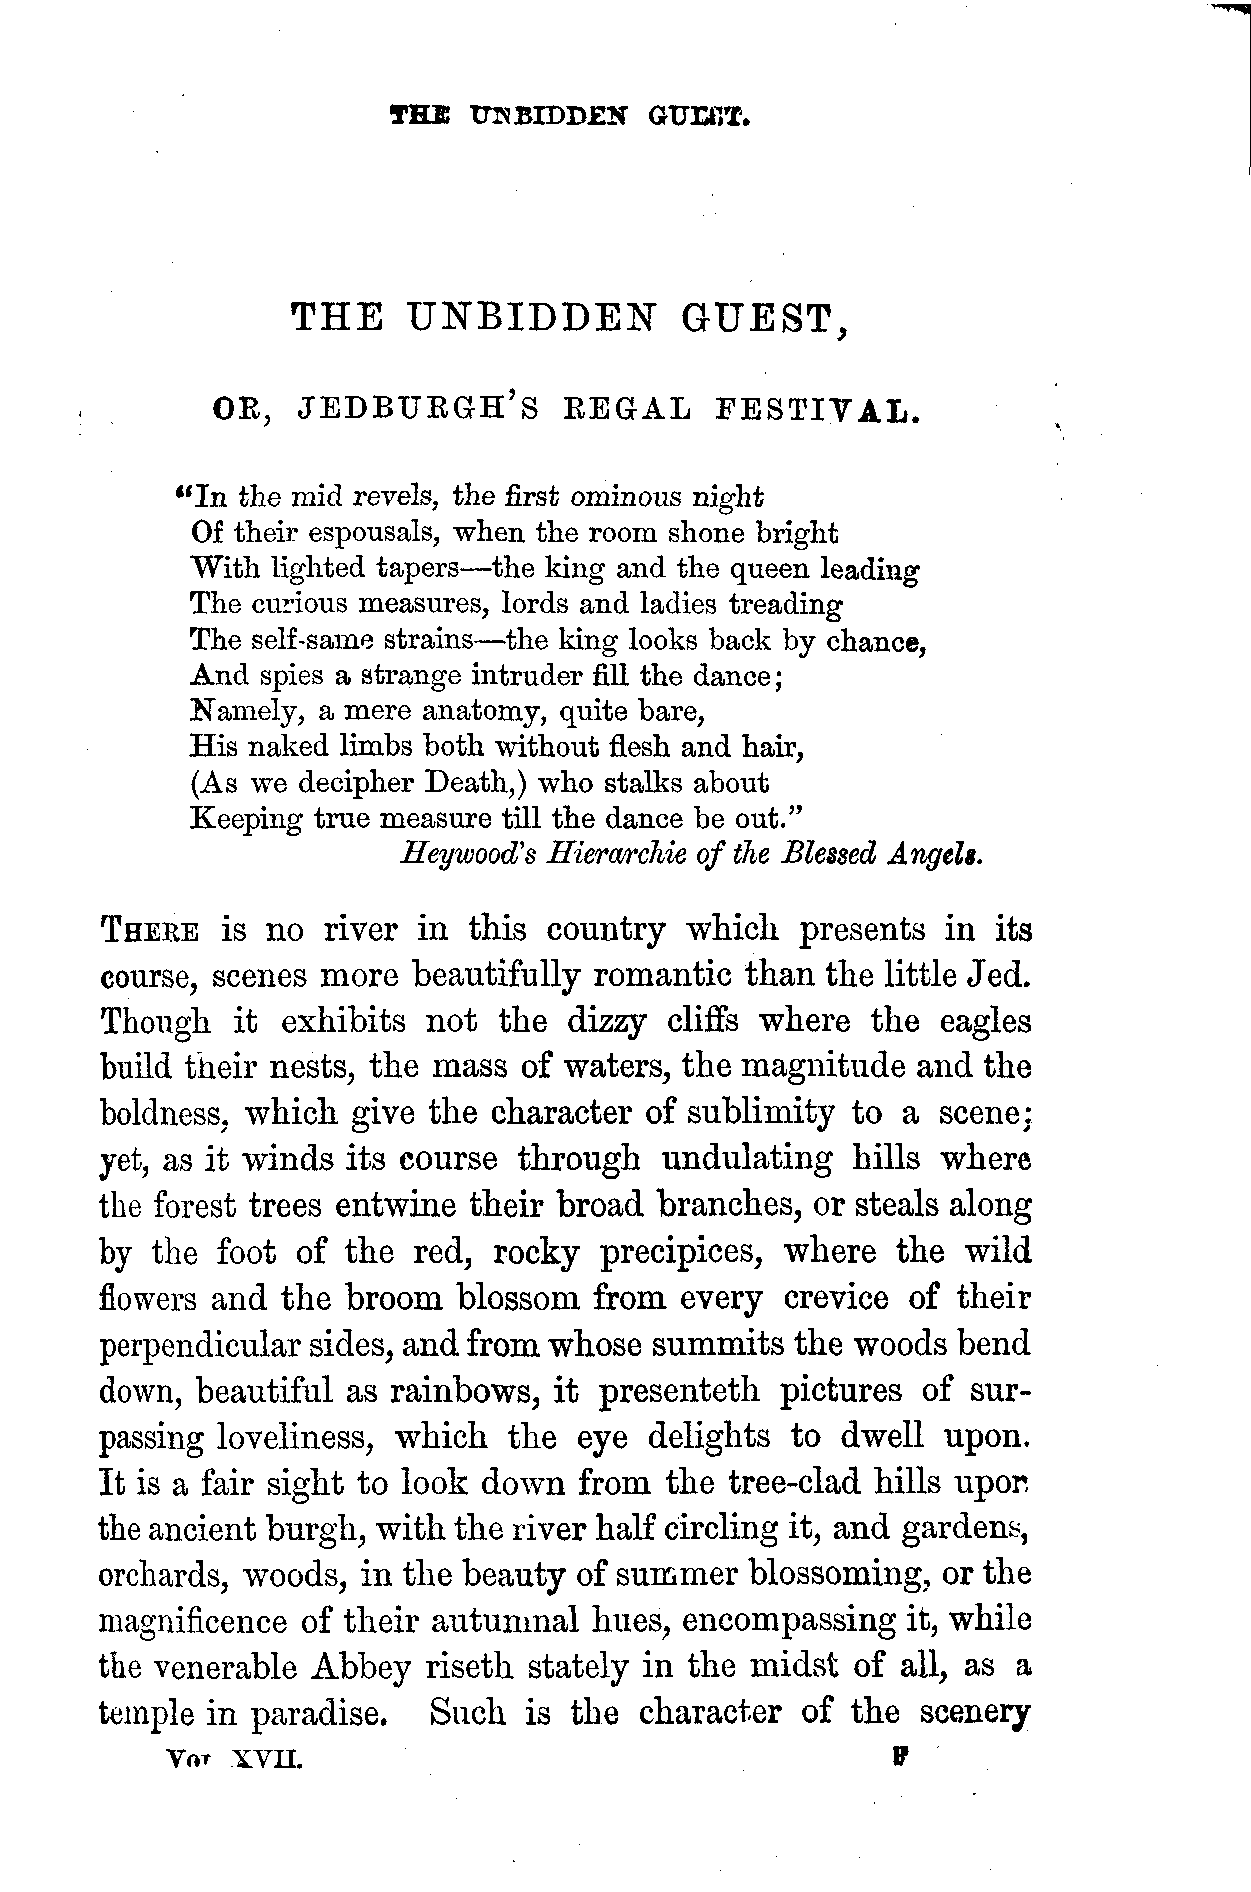 THE UNBIDDEN GUEST.
THE UNBIDDEN GUEST,
OR, JEDBURGH'S REGAL FESTIVAL.
"In the mid revels, the first ominous night
Of their espousals, when the room shone bright
With lighted tapers—the king and the queen leading
The curious measures, lords and ladies treading
The self-same strains—the king looks back by chance,
And spies a strange intruder fill the dance;
Namely, a mere anatomy, quite bare,
His naked limbs both without flesh and hair,
(As we decipher Death,) who stalks about
Keeping true measure till the dance be out."
Heywood's Hierarchie of the Blessed Angels.
THERE is no river in this country which presents in its
course, scenes more beautifully romantic than the little Jed.
Though it exhibits not the dizzy cliffs where the eagles
build their nests, the mass of waters, the magnitude and the
boldness, which give the character of sublimity to a scene;
yet, as it winds its course through undulating hills where
the forest trees entwine their broad branches, or steals along
by the foot of the red, rocky precipices, where the wild
flowers and the broom blossom from every crevice of their
perpendicular sides, and from whose summits the woods bend
down, beautiful as rainbows, it presenteth pictures of sur-
passing loveliness, which the eye delights to dwell upon.
It is a fair sight to look down from the tree-clad hills upon
the ancient burgh, with the river half circling it, and gardens,
orchards, woods, in the beauty of summer blossoming, or the
magnificence of their autumnal hues, encompassing it, while
the venerable Abbey riseth stately in the midst of all, as a
temple in paradise. Such is the character of the scenery
VOL XVII. F